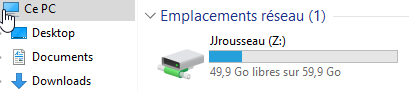 Ce PC
Desktop
Documents
Downloads
Emplacements réseau (1)
JJrousseau (Z:)
49,9 Go libres sur 59,9 Go